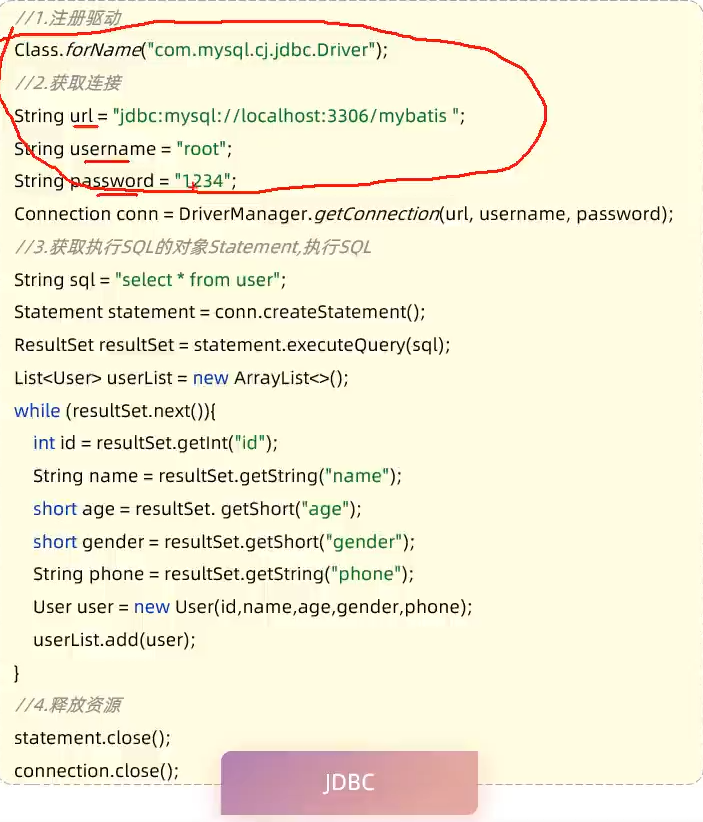 //1.注册驱动
Class.forName("com.mysql.cj.jdbc.Driver");
//2.获取连接
String url = "jdbc:mysql://localhost:3306/mybatis ";
String username = "root";
String password = "1234";
Connection conn = DriverManager.getConnection(url, username, password);
//3.获取执行SQL的对象Statement,执行SQL
String sql = "select * from user";
Statement statement = conn.createStatement();
ResultSet resultSet = statement.executeQuery(sql);
List<User> userList = new ArrayList<>();
while (resultSet.next()){
    int id = resultSet.getInt("id");
    String name = resultSet.getString("name");
    short age = resultSet. getShort("age");
    short gender = resultSet.getShort("gender");
    String phone = resultSet.getString("phone");
    User user = new User(id,name,age,gender,phone);
    userList.add(user);
}
//4.释放资源
statement.close();
connection.close();
JDBC